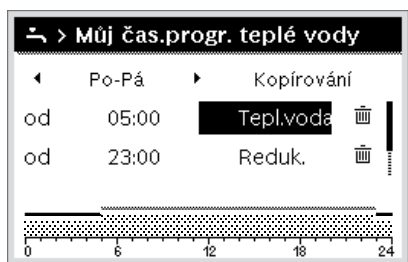 > Můj čas.progr. teplé vody
Po-Pá Kopírování
od 05:00 Tepl.voda
od 23:00 Reduk.
0 6 12 18 24